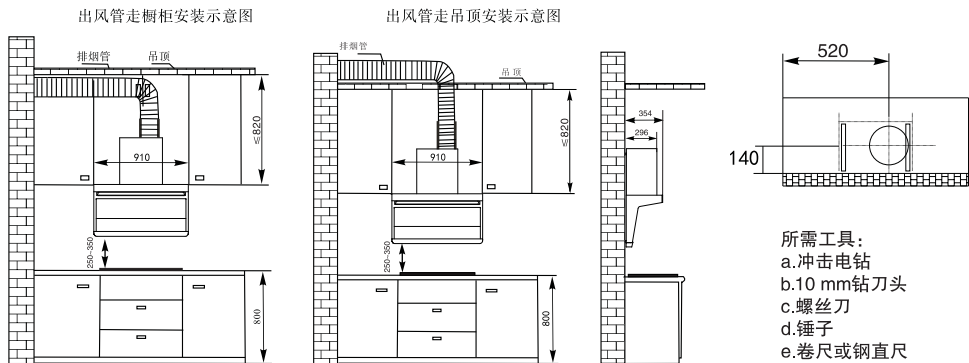 出风管走橱柜安装示意图
出风管走吊顶安装示意图
排烟管
吊顶
≤820
910
250~350
800
排烟管
吊顶
≤820
910
250~350
800
354
296
520
140
所需工具：
a.冲击电钻
b.10 mm钻刀头
c.螺丝刀
d.锤子
e.卷尺或钢直尺